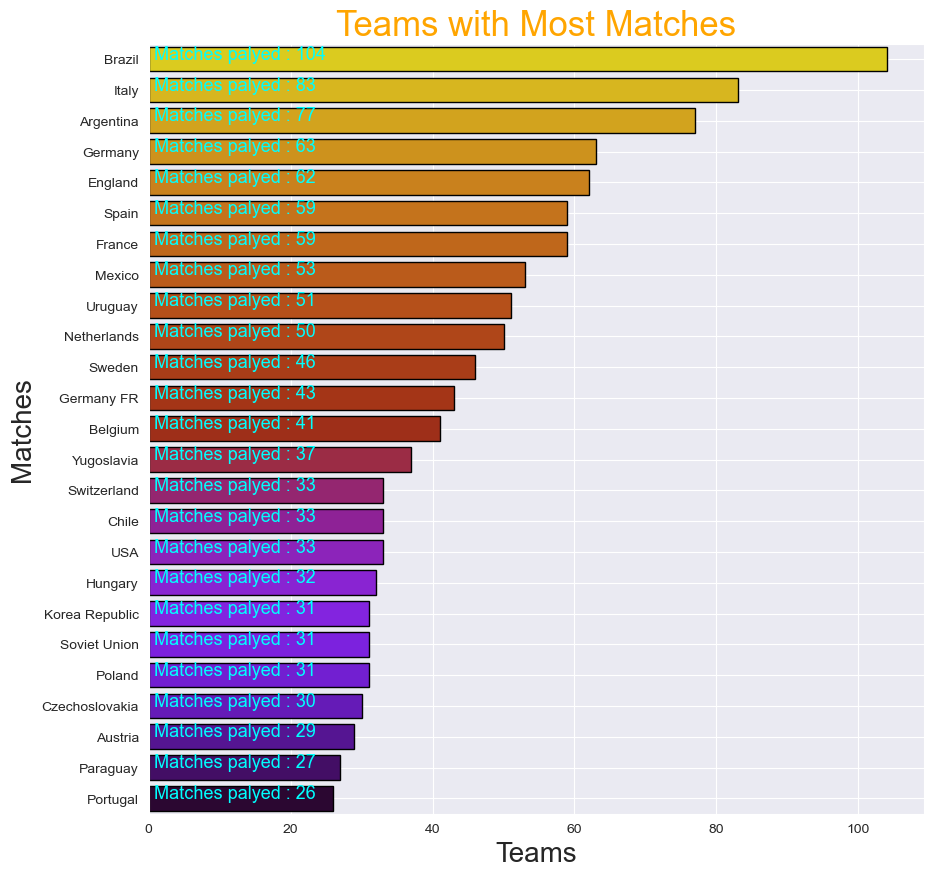 Teams with Most Matches
Brazil Matches palyed : 104
Italy Matches palyed : 83
Argentina Matches palyed : 77
Germany Matches palyed : 63
England Matches palyed : 62
Spain Matches palyed : 59
France Matches palyed : 59
Mexico Matches palyed : 53
Uruguay Matches palyed : 51
Netherlands Matches palyed : 50
Sweden Matches palyed : 46
Germany FR Matches palyed : 43
Belgium Matches palyed : 41
Yugoslavia Matches palyed : 37
Switzerland Matches palyed : 33
Chile Matches palyed : 33
USA Matches palyed : 33
Hungary Matches palyed : 32
Korea Republic Matches palyed : 31
Soviet Union Matches palyed : 31
Poland Matches palyed : 31
Czechoslovakia Matches palyed : 30
Austria Matches palyed : 29
Paraguay Matches palyed : 27
Portugal Matches palyed : 26
Matches
0 20 40 60 80 100
Teams